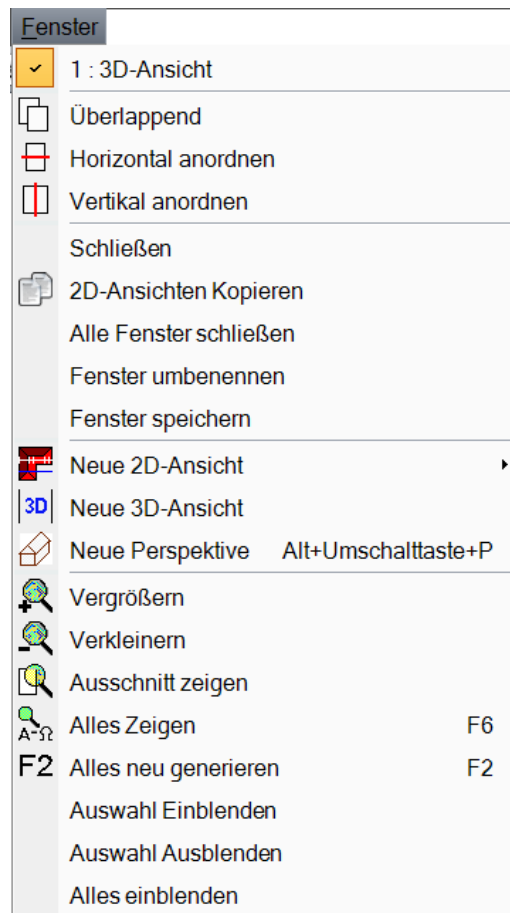 Fenster
1 : 3D-Ansicht
Überlappend
Horizontal anordnen
Vertikal anordnen
Schließen
2D-Ansichten Kopieren
Alle Fenster schließen
Fenster umbenennen
Fenster speichern
Neue 2D-Ansicht
3D Neue 3D-Ansicht
Neue Perspektive Alt+Umschalttaste+P
Vergrößern
Verkleinern
Ausschnitt zeigen
A-Ω Alles Zeigen F6
F2 Alles neu generieren F2
Auswahl Einblenden
Auswahl Ausblenden
Alles einblenden